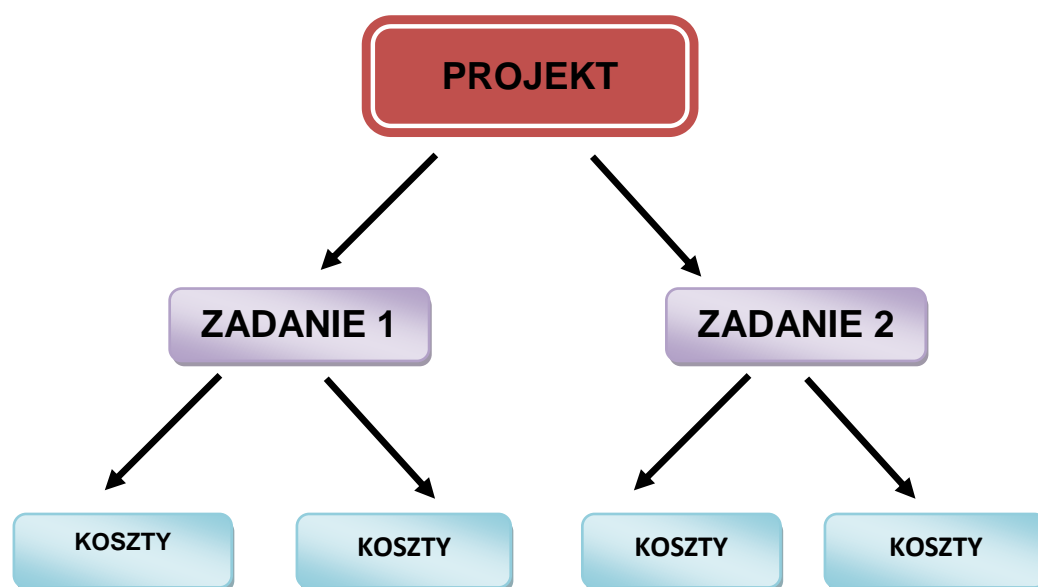 PROJEKT
ZADANIE 1
ZADANIE 2
KOSZTY
KOSZTY
KOSZTY
KOSZTY